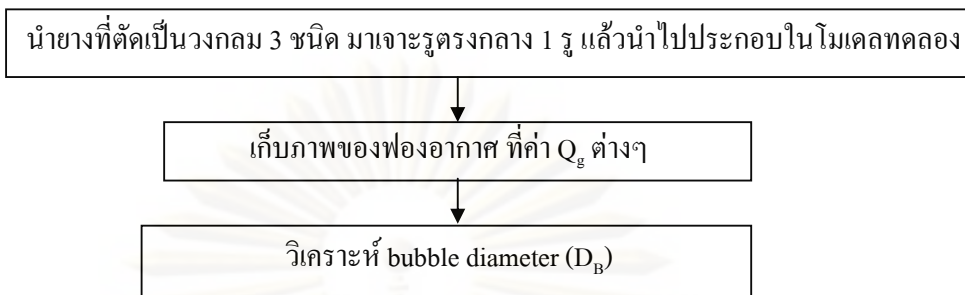 นำยางที่ตัดเป็นวงกลม 3 ชนิด มาเจาะรูตรงกลาง 1 รู แล้วนำไปประกอบในโมเดลทดลอง
เก็บภาพของฟองอากาศ ที่ค่า Qg ต่างๆ
วิเคราะห์ bubble diameter (DB)